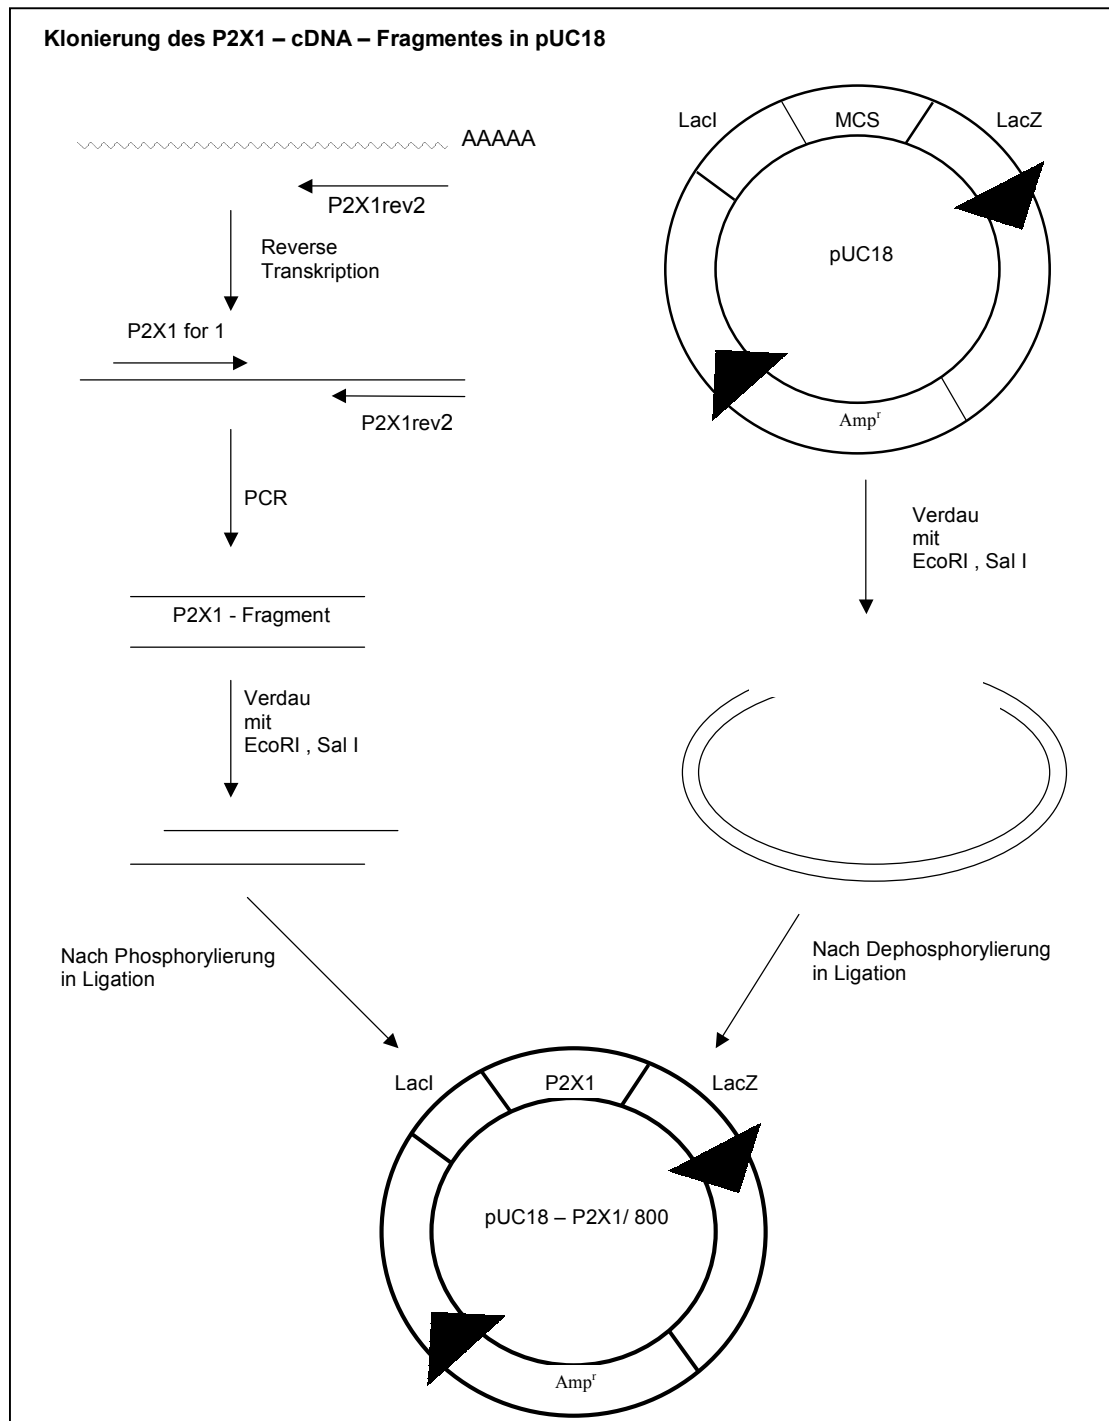 Klonierung des P2X1 – cDNA – Fragmentes in pUC18
AAAAA
P2X1rev2
Reverse
Transkription
P2X1 for 1
P2X1rev2
PCR
P2X1 - Fragment
Verdau
mit
EcoRI , Sal I
Nach Phosphorylierung
in Ligation
LacI
MCS
LacZ
pUC18
Ampʳ
Verdau
mit
EcoRI , Sal I
Nach Dephosphorylierung
in Ligation
LacI
P2X1
LacZ
pUC18 – P2X1/ 800
Ampʳ